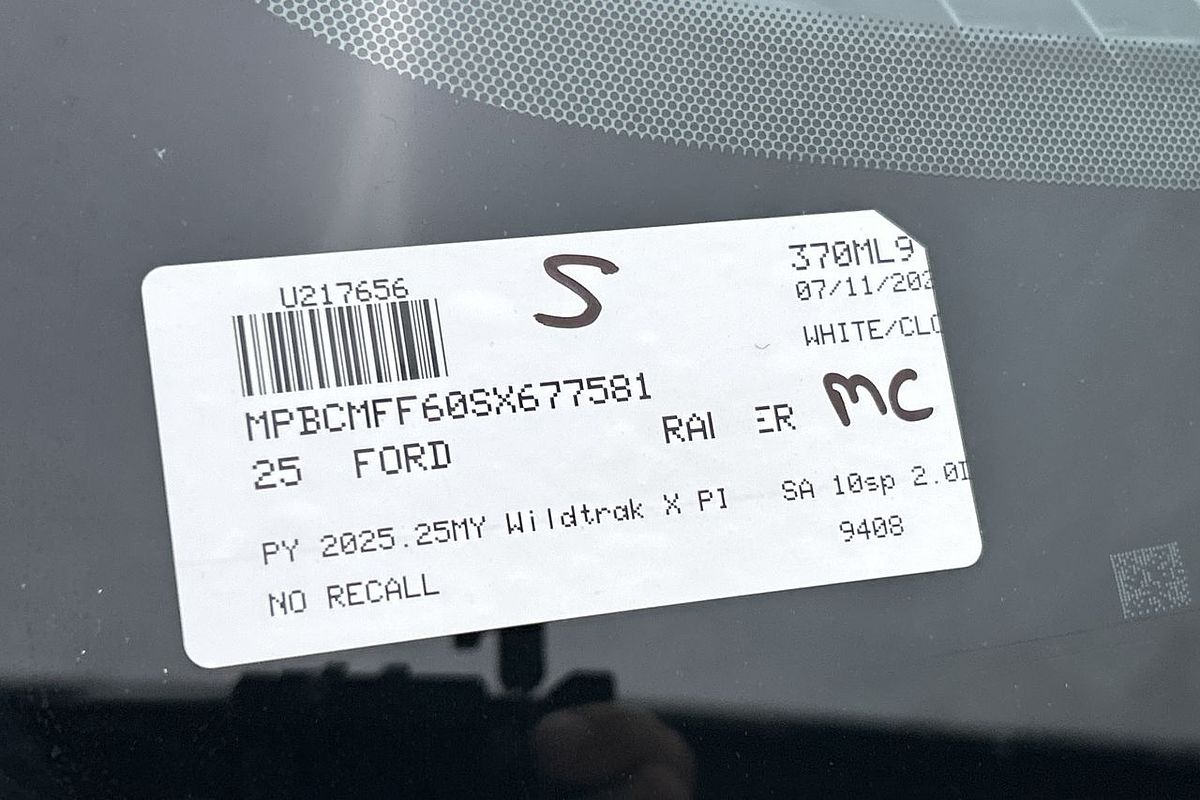 U217656
S
370ML9
07/11/202
WHITE/CLO
MPBCMFF60SX677581
MC
25 FORD RAI ER
PY 2025.25MY Wildtrak X PI SA 10sp 2.0
9408
NO RECALL